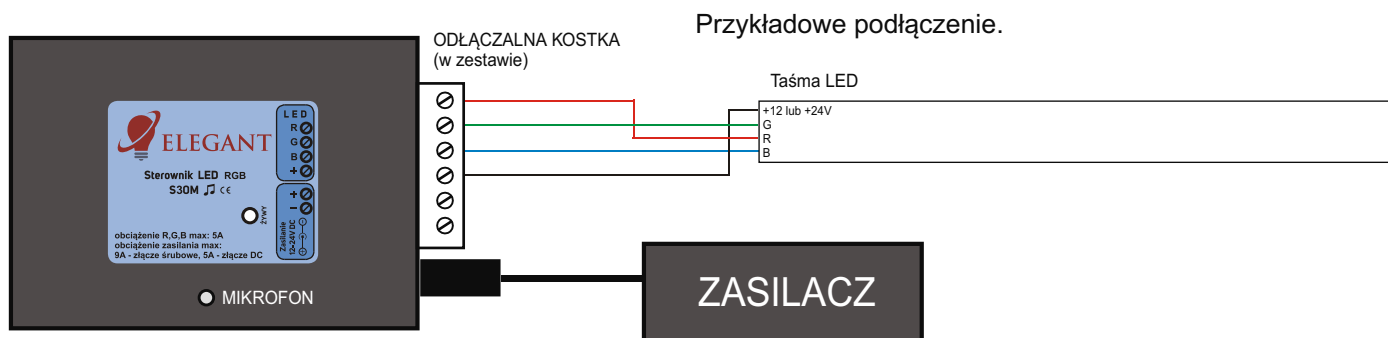 Przykładowe podłączenie.
ODŁĄCZALNA KOSTKA
(w zestawie)
Taśma LED
+12 lub +24V
G
R
B
ELEGANT
Sterownik LED RGB
S30M 🎵 CE
LED
R
G
B
+
+
-
Zasilanie
12-24V DC
ŻYWY
obciążenie R,G,B max: 5A
obciążenie zasilania max:
9A - złącze śrubowe, 5A - złącze DC
MIKROFON
ZASILACZ